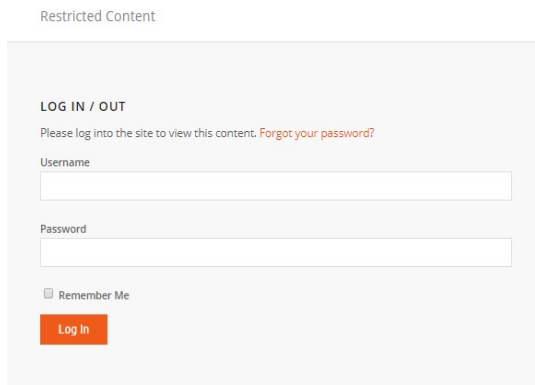 Restricted Content
LOG IN / OUT
Please log into the site to view this content. Forgot your password?
Username
Password
Remember Me
Log In